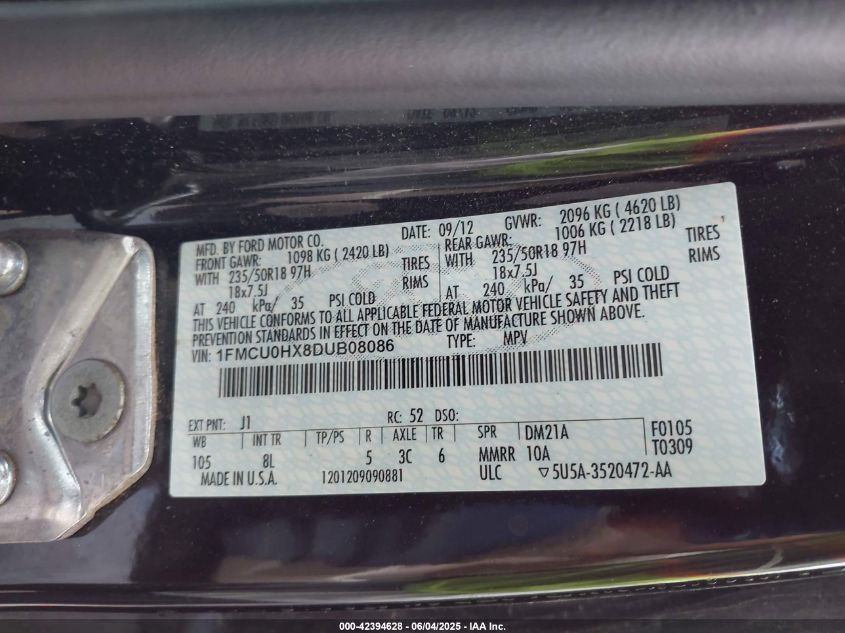 MFD. BY FORD MOTOR CO. DATE: 09/12 GVWR: 2096 KG ( 4620 LB)
FRONT GAWR: 1098 KG ( 2420 LB) REAR GAWR: 1006 KG ( 2218 LB)
WITH 235/50R18 97H TIRES WITH 235/50R18 97H TIRES
18x7.5J RIMS 18x7.5J RIMS
AT 240 kPa/ 35 PSI COLD AT 240 kPa/ 35 PSI COLD
THIS VEHICLE CONFORMS TO ALL APPLICABLE FEDERAL MOTOR VEHICLE SAFETY AND THEFT
PREVENTION STANDARDS IN EFFECT ON THE DATE OF MANUFACTURE SHOWN ABOVE.
VIN: 1FMCU0HX8DUB08086 TYPE: MPV
EXT PNT: J1 RC: 52 DSO:
WB INT TR TP/PS R AXLE TR SPR DM21A F0105
105 8L 5 3C 6 MMRR 10A T0309
MADE IN U.S.A. 1201209090881 ULC ▽5U5A-3520472-AA
000-42394628 - 06/04/2025 - IAA Inc.